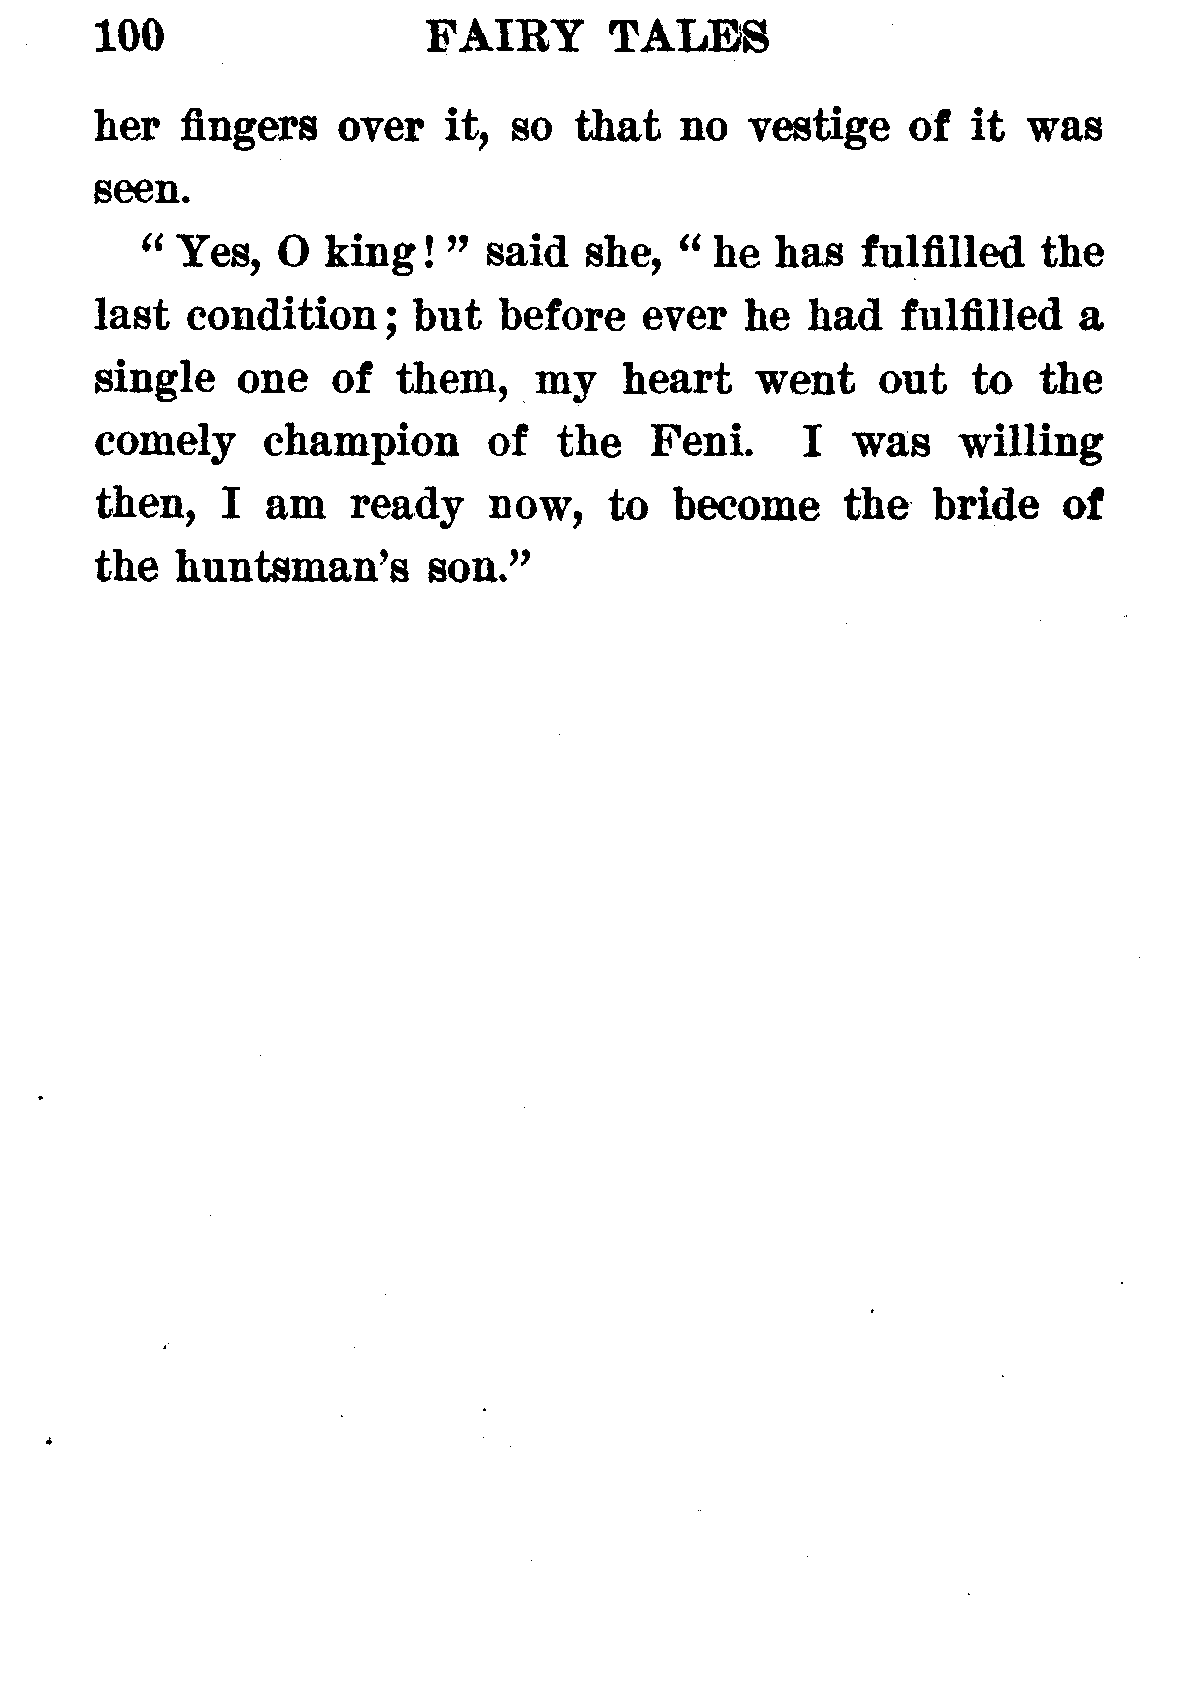 100 FAIRY TALES
her fingers over it, so that no vestige of it was
seen.
“ Yes, O king! ” said she, “ he has fulfilled the
last condition; but before ever he had fulfilled a
single one of them, my heart went out to the
comely champion of the Feni. I was willing
then, I am ready now, to become the bride of
the huntsman’s son.”